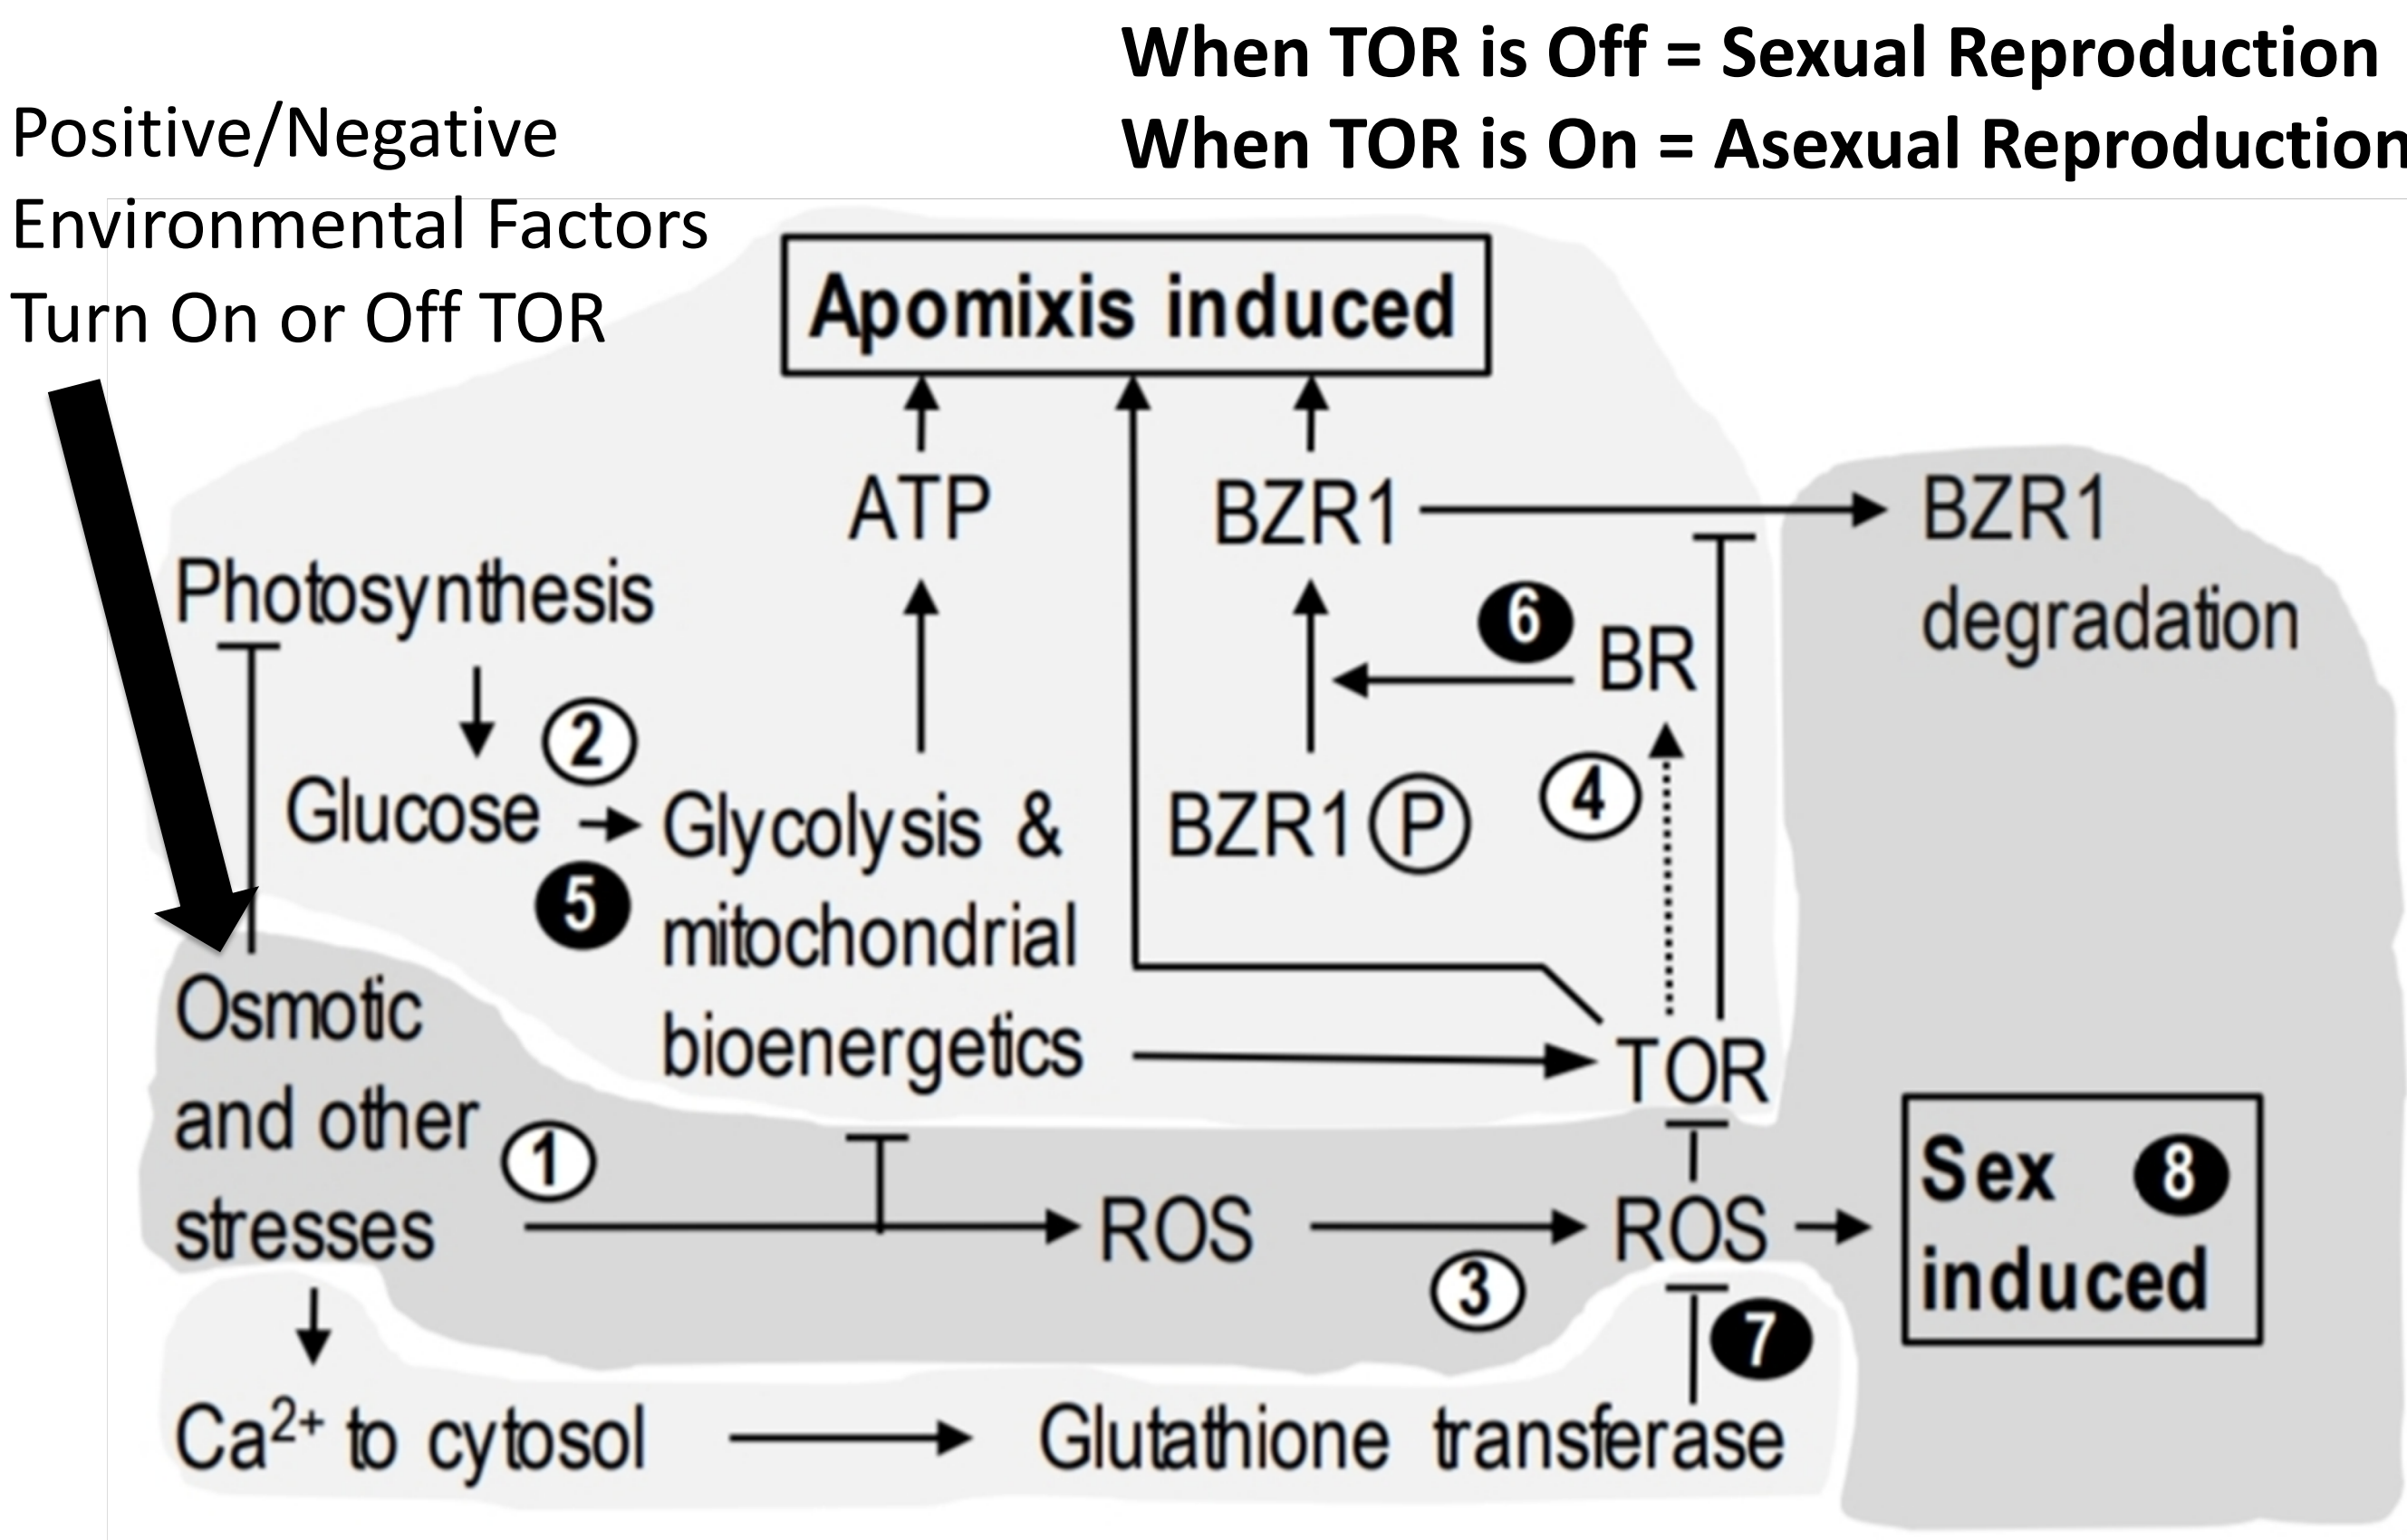 When TOR is Off = Sexual Reproduction
When TOR is On = Asexual Reproduction
Positive/Negative
Environmental Factors
Turn On or Off TOR
Apomixis induced
ATP
BZR1
BZR1
degradation
Photosynthesis
6
BR
2
4
Glucose
Glycolysis &
mitochondrial
bioenergetics
BZR1 P
5
TOR
Osmotic
and other
stresses
1
ROS
ROS
3
Sex 8
induced
7
Ca²⁺ to cytosol
Glutathione transferase